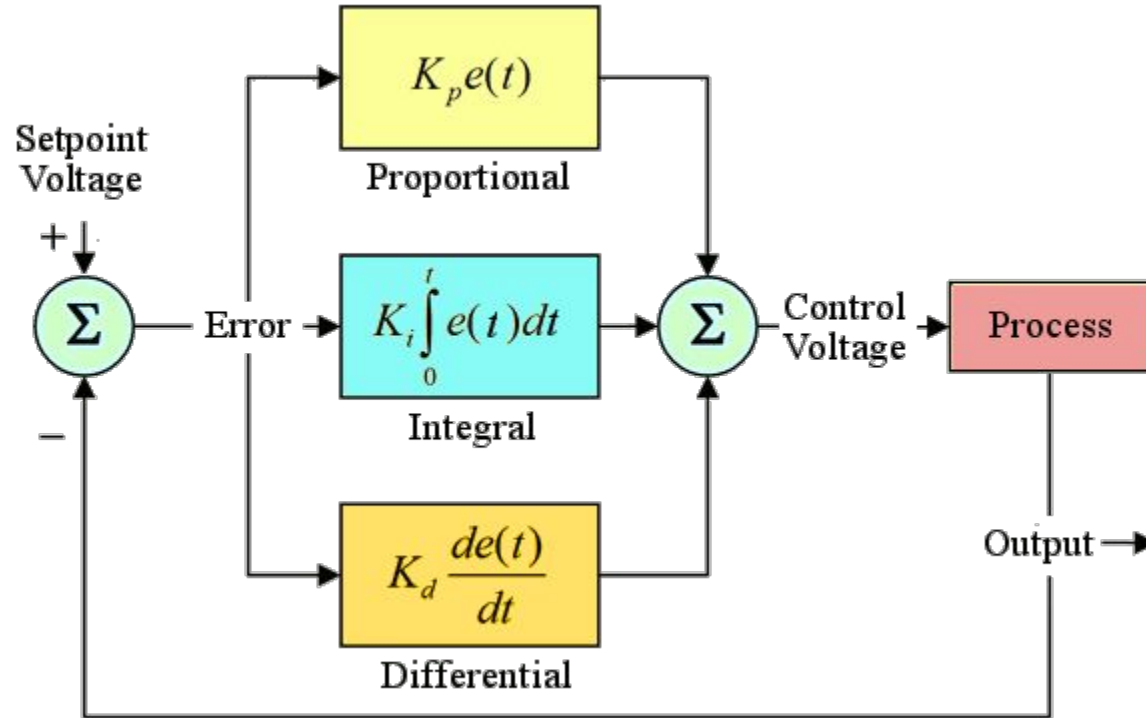 Setpoint
Voltage
+
Σ
−
Error
K_p e(t)
Proportional
K_i ∫_0^t e(t)dt
Integral
K_d de(t)/dt
Differential
Σ
Control
Voltage
Process
Output